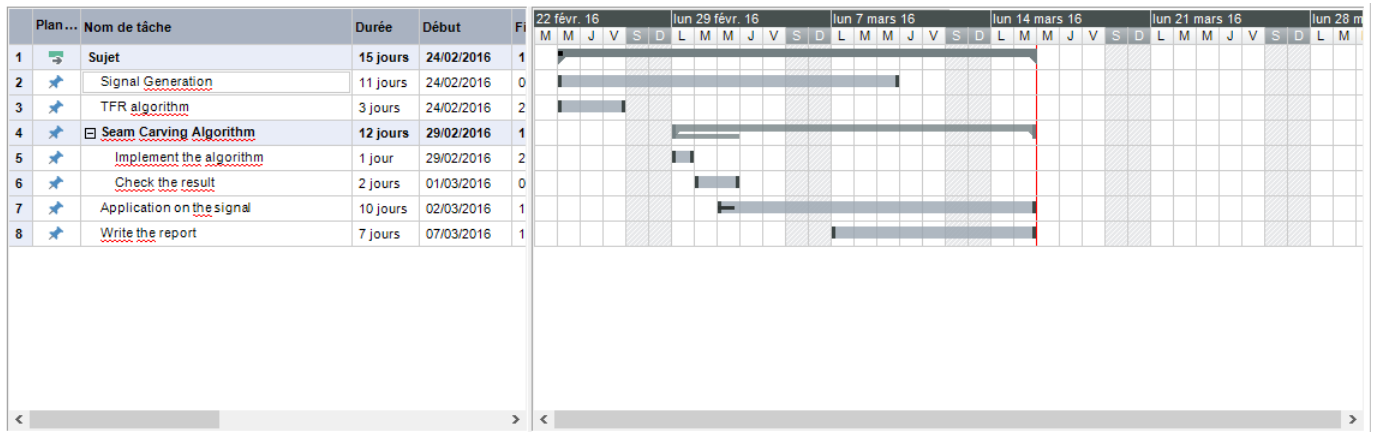 Plan... Nom de tâche Durée Début Fi 22 févr. 16 lun 29 févr. 16 lun 7 mars 16 lun 14 mars 16 lun 21 mars 16 lun 28 m
M M J V S D L M M J V S D L M M J V S D L M M J V S D L M M J V S D L M
1 Sujet 15 jours 24/02/2016 1
2 Signal Generation 11 jours 24/02/2016 0
3 TFR algorithm 3 jours 24/02/2016 2
4 Seam Carving Algorithm 12 jours 29/02/2016 1
5 Implement the algorithm 1 jour 29/02/2016 2
6 Check the result 2 jours 01/03/2016 0
7 Application on the signal 10 jours 02/03/2016 1
8 Write the report 7 jours 07/03/2016 1